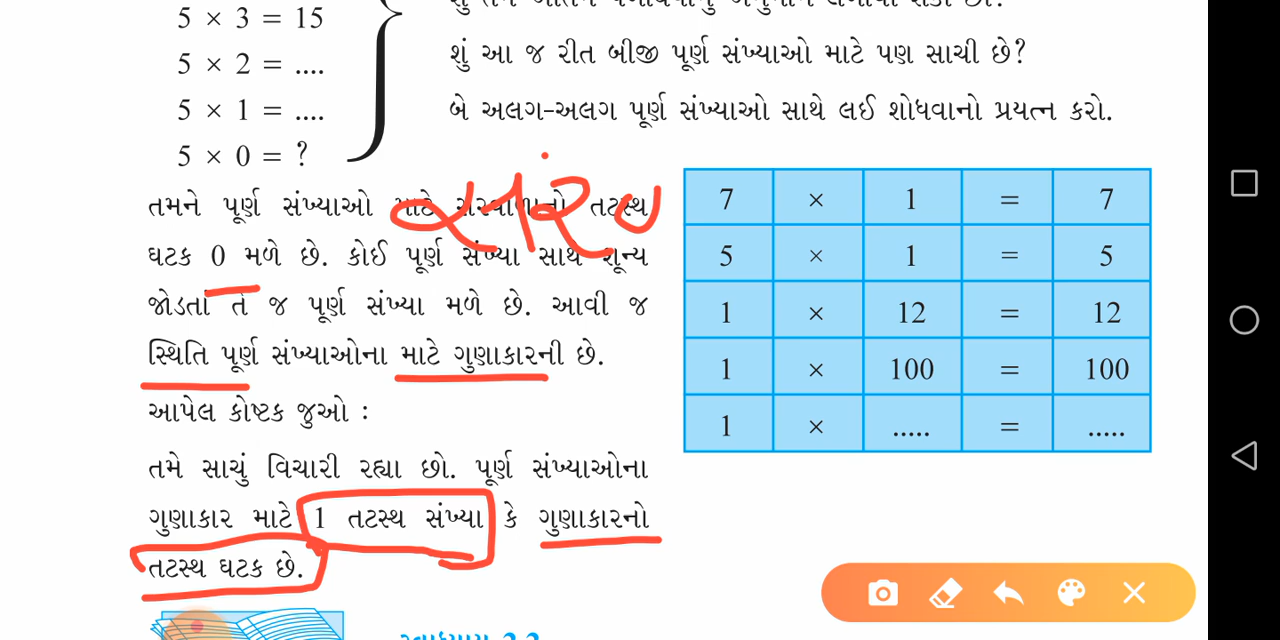 5 × 3 = 15
5 × 2 = ....
5 × 1 = ....
5 × 0 = ?
શું આ જ રીત બીજી પૂર્ણ સંખ્યાઓ માટે પણ સાચી છે?
બે અલગ-અલગ પૂર્ણ સંખ્યાઓ સાથે લઈ શોધવાનો પ્રયત્ન કરો.
તમને પૂર્ણ સંખ્યાઓ માટે સરવાળાનો તટસ્થ
ઘટક 0 મળે છે. કોઈ પૂર્ણ સંખ્યા સાથે શૂન્ય
જોડતાં તે જ પૂર્ણ સંખ્યા મળે છે. આવી જ
સ્થિતિ પૂર્ણ સંખ્યાઓના માટે ગુણાકારની છે.
આપેલ કોષ્ટક જુઓ :
તમે સાચું વિચારી રહ્યા છો. પૂર્ણ સંખ્યાઓના
ગુણાકાર માટે 1 તટસ્થ સંખ્યા કે ગુણાકારનો
તટસ્થ ઘટક છે.
7 × 1 = 7
5 × 1 = 5
1 × 12 = 12
1 × 100 = 100
1 × ..... = .....